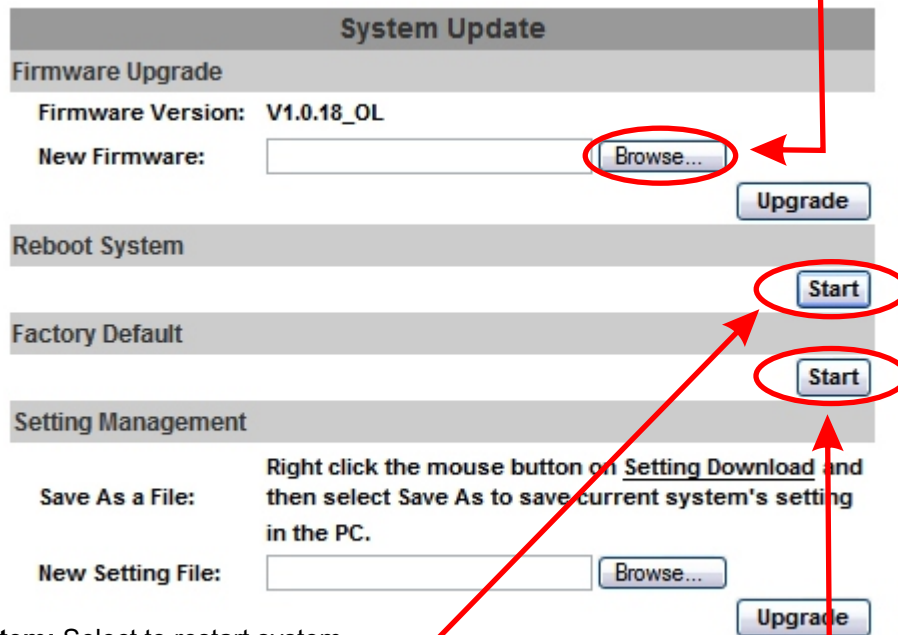 System Update
Firmware Upgrade
Firmware Version: V1.0.18_OL
New Firmware: Browse...
Upgrade
Reboot System
Start
Factory Default
Start
Setting Management
Right click the mouse button on Setting Download and
Save As a File: then select Save As to save current system's setting
in the PC.
New Setting File: Browse...
Upgrade
Select to restart system